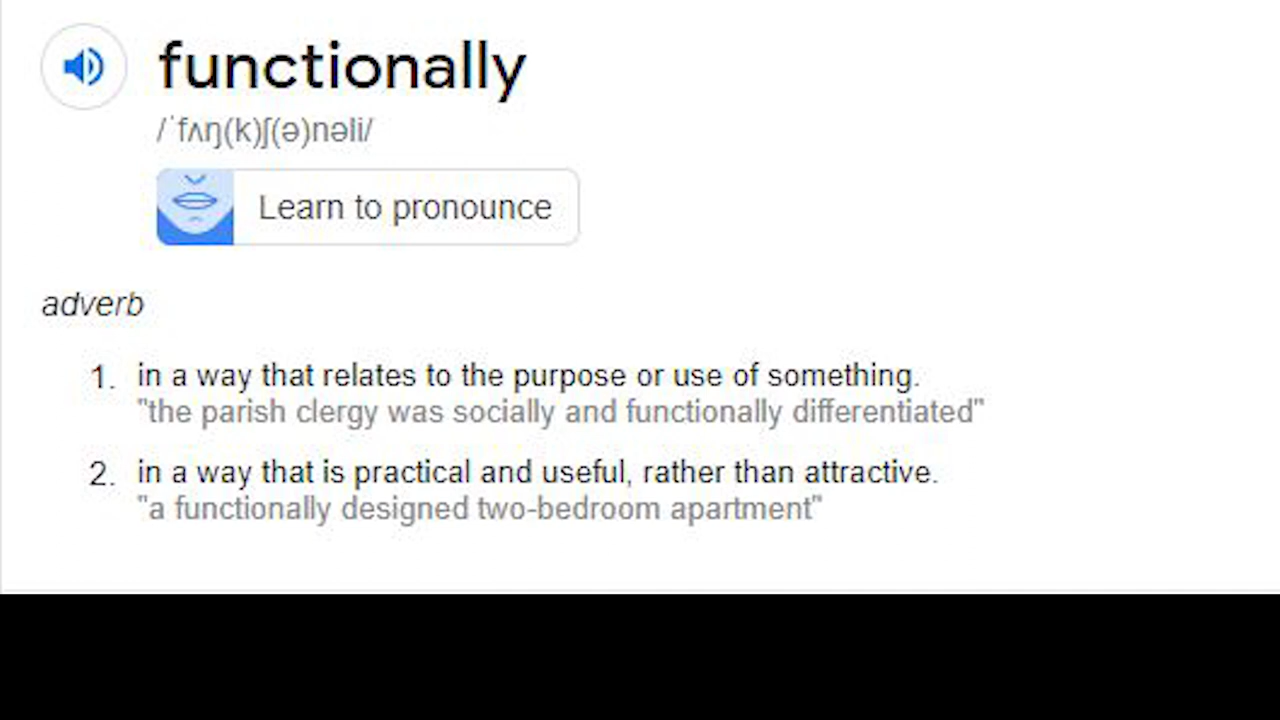 functionally
/ˈfʌŋ(k)ʃ(ə)nəli/
Learn to pronounce
adverb
1. in a way that relates to the purpose or use of something.
"the parish clergy was socially and functionally differentiated"
2. in a way that is practical and useful, rather than attractive.
"a functionally designed two-bedroom apartment"